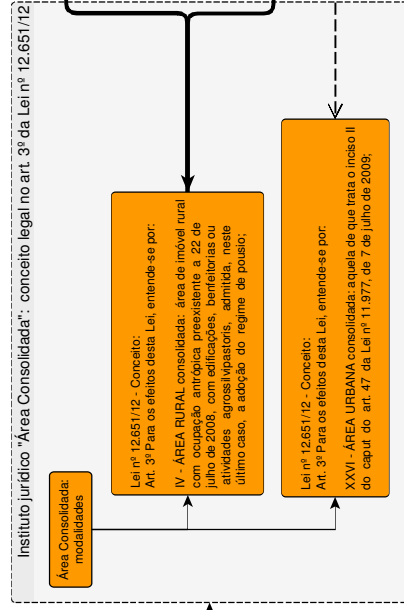 Instituto jurídico "Área Consolidada": conceito legal no art. 3º da Lei nº 12.651/12
Área Consolidada:
modalidades
Lei nº 12.651/12 - Conceito:
Art. 3º Para os efeitos desta Lei, entende-se por:
IV - ÁREA RURAL consolidada: área de imóvel rural
com ocupação antrópica preexistente a 22 de
julho de 2008, com edificações, benfeitorias ou
atividades agrossilvipastoris, admitida, neste
último caso, a adoção do regime de pousio;
Lei nº 12.651/12 - Conceito:
Art. 3º Para os efeitos desta Lei, entende-se por:
XXVI - ÁREA URBANA consolidada: aquela de que trata o inciso II
do caput do art. 47 da Lei nº 11.977, de 7 de julho de 2009;